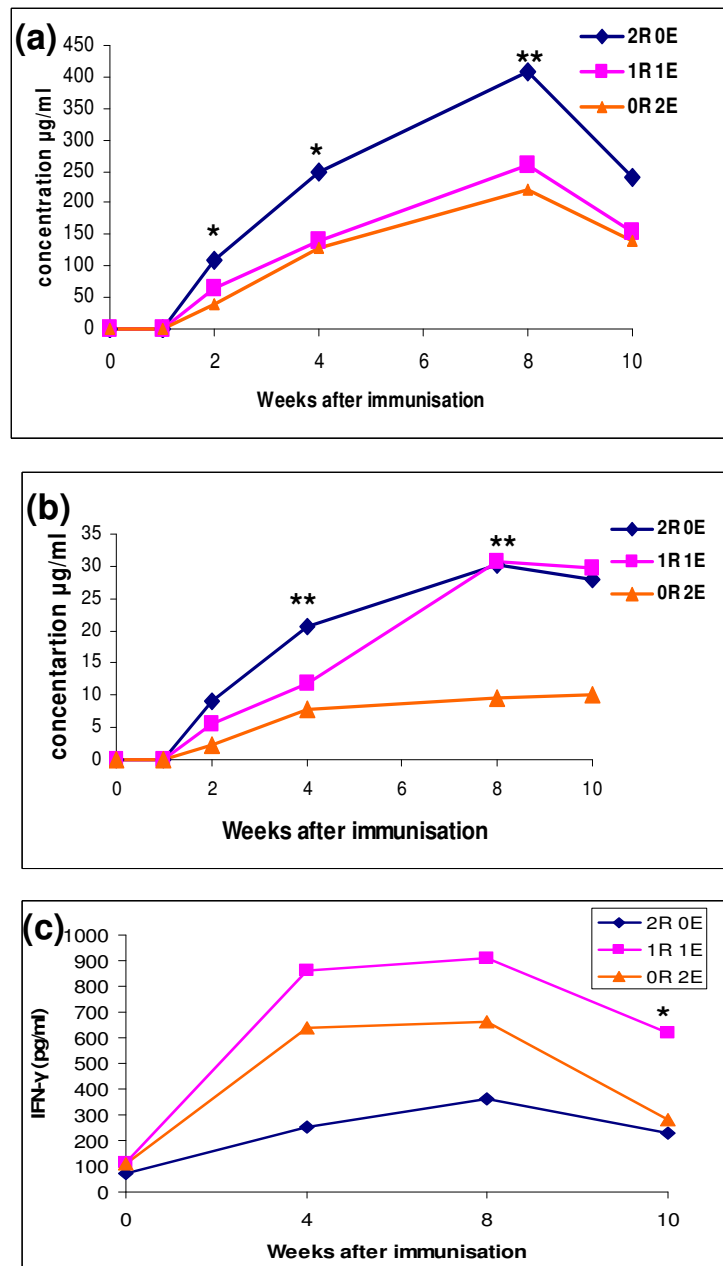 (a)
450
400
350
300
250
200
150
100
50
0
concentration µg/ml
0 2 4 6 8 10
Weeks after immunisation
* * **
2R 0E
1R 1E
0R 2E
(b)
35
30
25
20
15
10
5
0
concentartion µg/ml
0 2 4 6 8 10
Weeks after immunisation
** **
2R 0E
1R 1E
0R 2E
(c)
1000
900
800
700
600
500
400
300
200
100
0
IFN-γ (pg/ml)
0 4 8 10
Weeks after immunisation
*
2R 0E
1R 1E
0R 2E